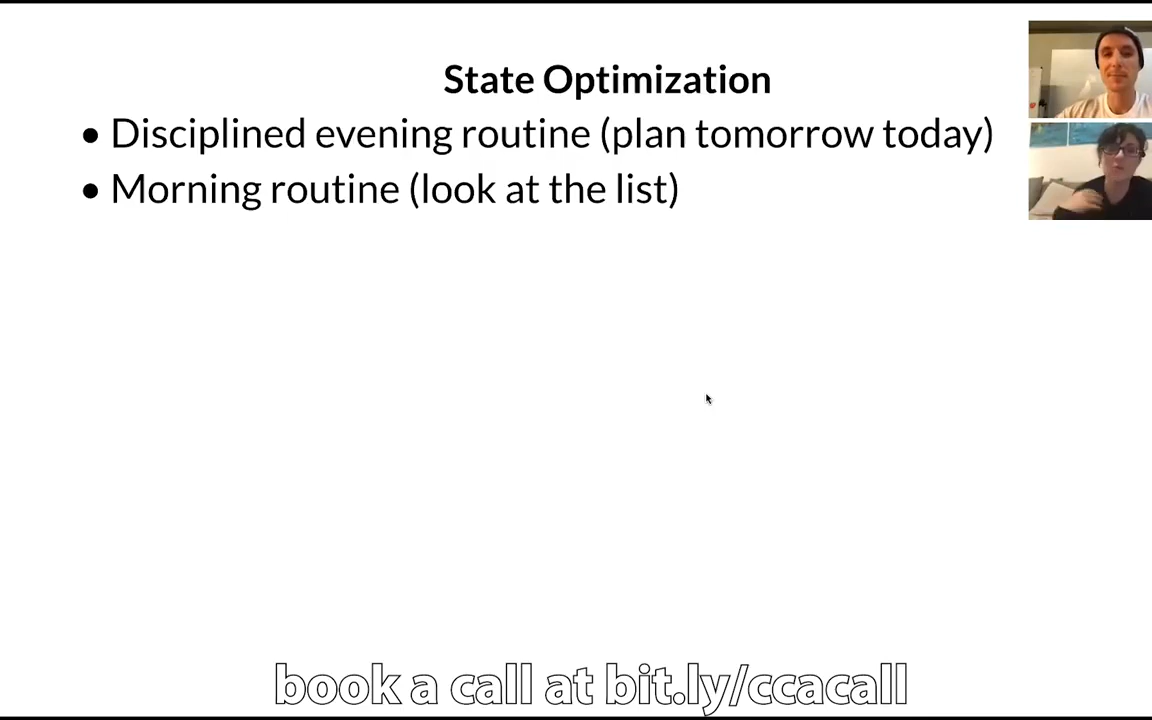 State Optimization
• Disciplined evening routine (plan tomorrow today)
• Morning routine (look at the list)
book a call at bit.ly/ccacall